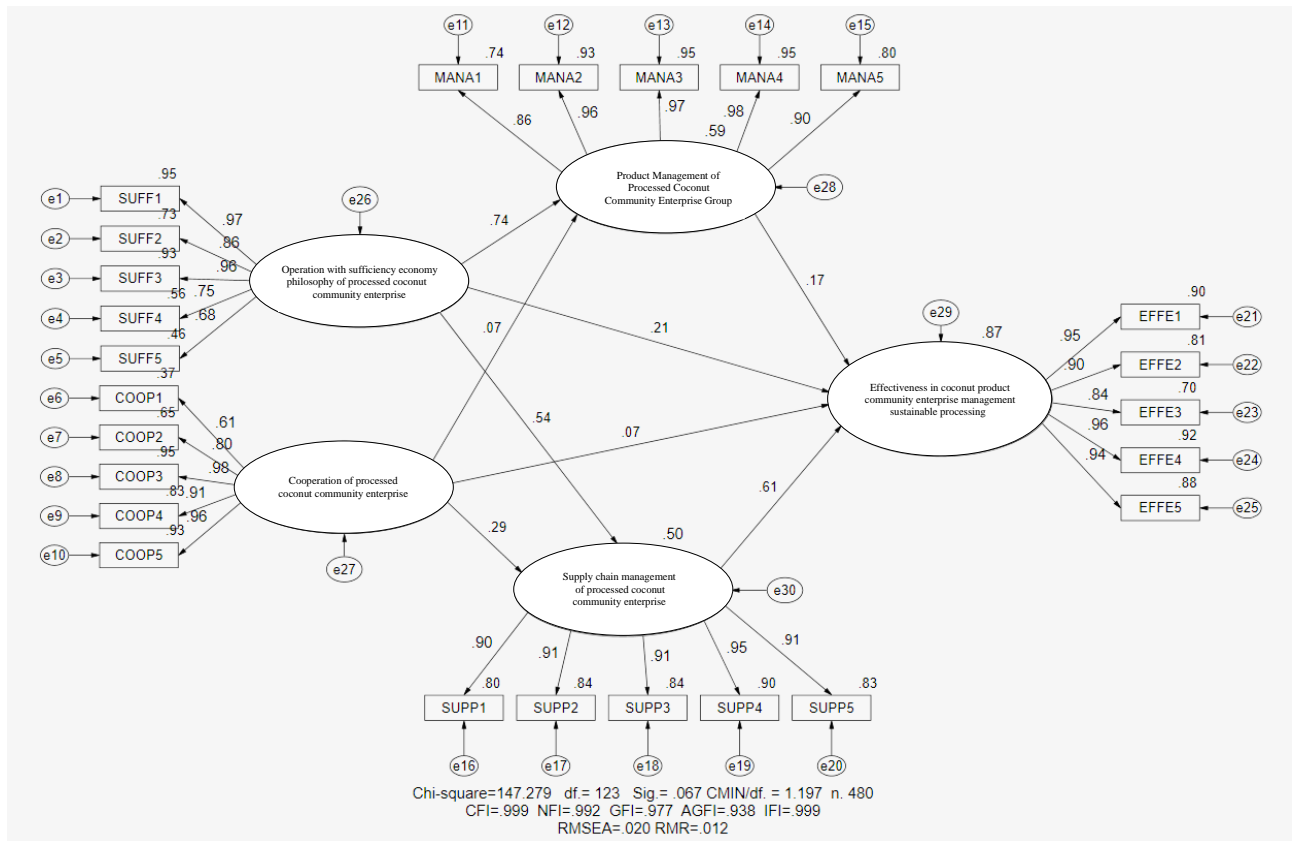 e11 e12 e13 e14 e15
.74 .93 .95 .95 .80
MANA1 MANA2 MANA3 MANA4 MANA5
.86 .96 .97 .98 .90
.59
Product Management of
Processed Coconut
Community Enterprise Group
e28
.95
e1 SUFF1
.97
.73
e2 SUFF2
.86
.93
e3 SUFF3
.96
.56 .75
e4 SUFF4
.68
.46
e5 SUFF5
e26
Operation with sufficiency economy
philosophy of processed coconut
community enterprise
.74
.07
.17
.21
.54
.07
.29
.61
.37
e6 COOP1
.61
.65
e7 COOP2
.80
.95
e8 COOP3
.98
.83 .91
e9 COOP4
.96
.93
e10 COOP5
Cooperation of processed
coconut community enterprise
e27
e29
.87
Effectiveness in coconut product
community enterprise management
sustainable processing
.90
.95 EFFE1 e21
.81
.90 EFFE2 e22
.70
.84 EFFE3 e23
.92
.96 EFFE4 e24
.88
.94 EFFE5 e25
.50
Supply chain management
of processed coconut
community enterprise
e30
.90 .91 .91 .95 .91
.80 .84 .84 .90 .83
SUPP1 SUPP2 SUPP3 SUPP4 SUPP5
e16 e17 e18 e19 e20
Chi-square=147.279 df.= 123 Sig.= .067 CMIN/df. = 1.197 n. 480
CFI=.999 NFI=.992 GFI=.977 AGFI=.938 IFI=.999
RMSEA=.020 RMR=.012